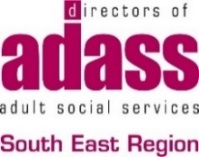 directors of
adass
adult social services
South East Region